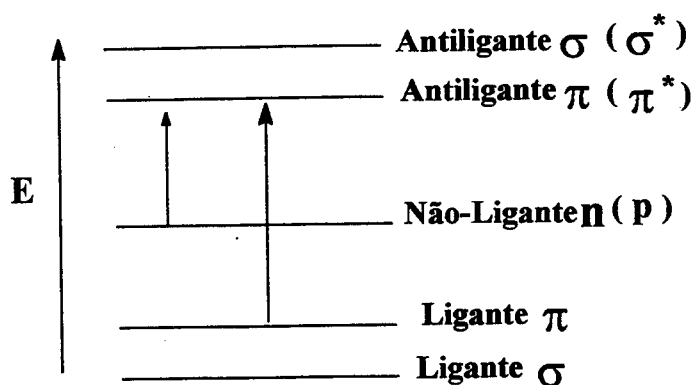 Antiligante σ (σ*)
Antiligante π (π*)
E
Não-Ligante n(p)
Ligante π
Ligante σ